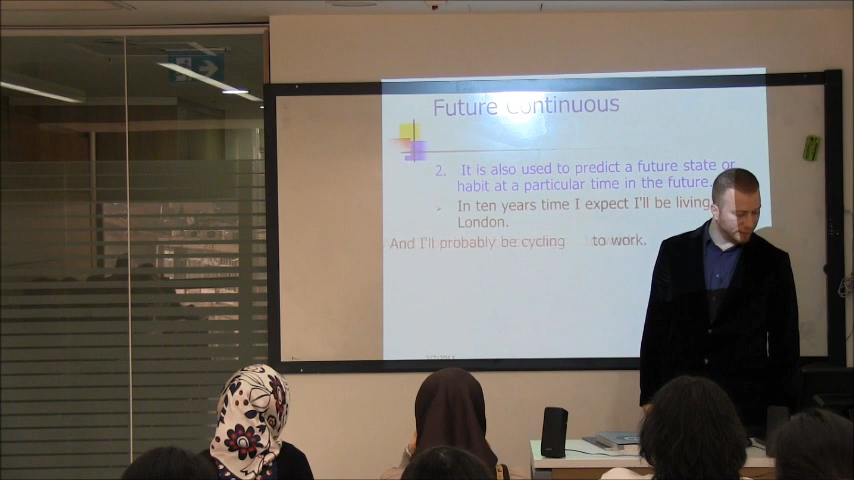 Future Continuous
2. It is also used to predict a future state or
habit at a particular time in the future.
In ten years time I expect I'll be living
London.
And I'll probably be cycling to work.